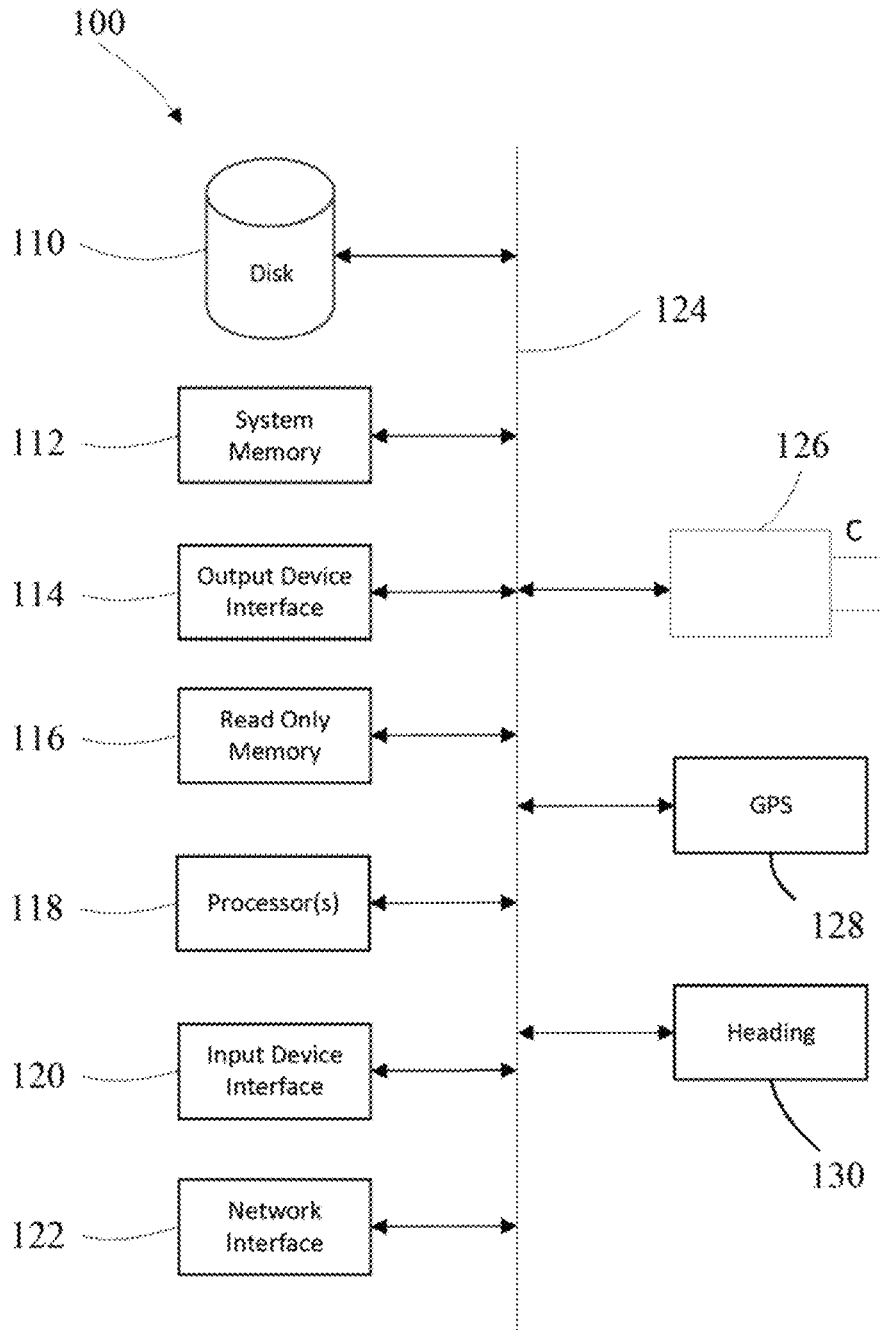 100
110
Disk
124
112
System
Memory
126
C
114
Output Device
Interface
116
Read Only
Memory
GPS
128
118
Processor(s)
Heading
130
120
Input Device
Interface
122
Network
Interface